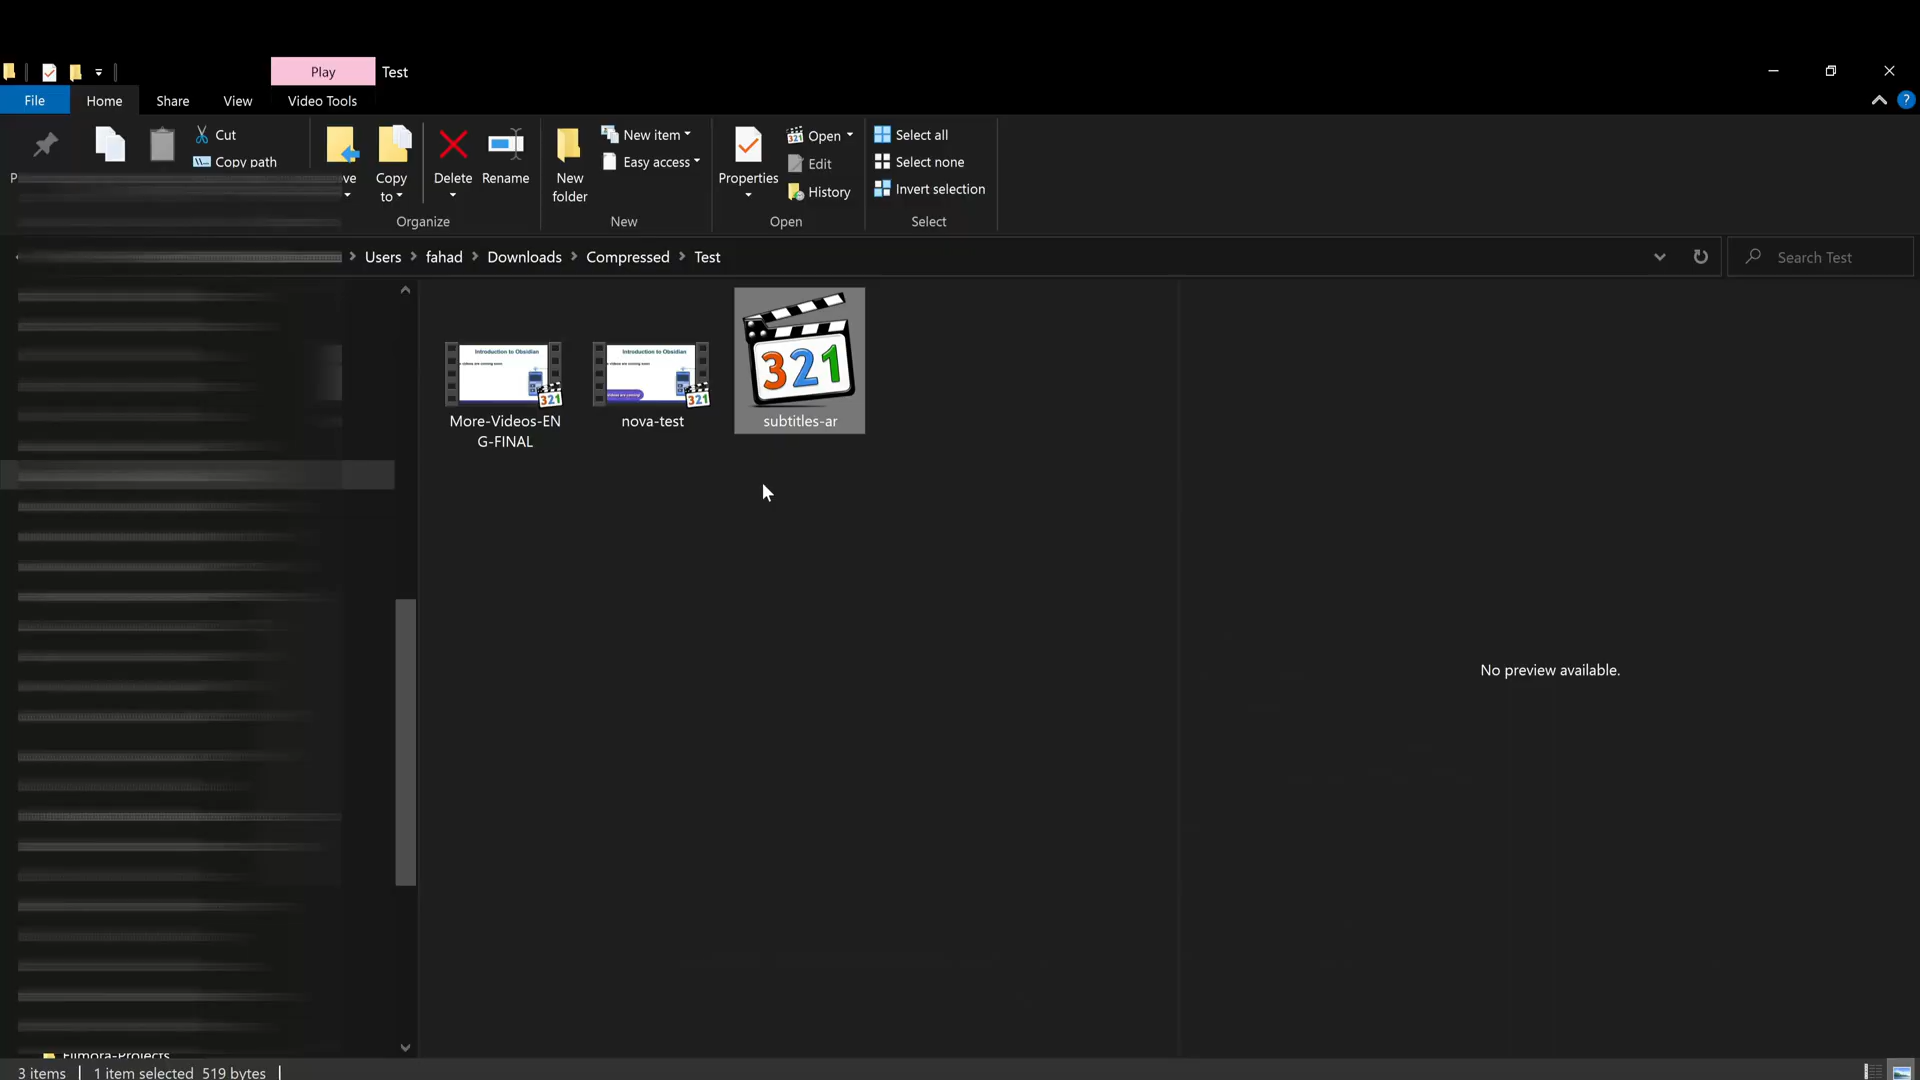 Play
Test
File
Home
Share
View
Video Tools
Cut
Copy path
P
ve
Copy
to
Delete
Rename
Organize
New
folder
New item
Easy access
New
Properties
Open
Edit
History
Open
Select all
Select none
Invert selection
Select
Users
fahad
Downloads
Compressed
Test
Search Test
Introduction to Obsidian
321
More-Videos-EN
G-FINAL
Introduction to Obsidian
321
nova-test
321
subtitles-ar
No preview available.
Filmora-Projects
3 items
1 item selected 519 bytes